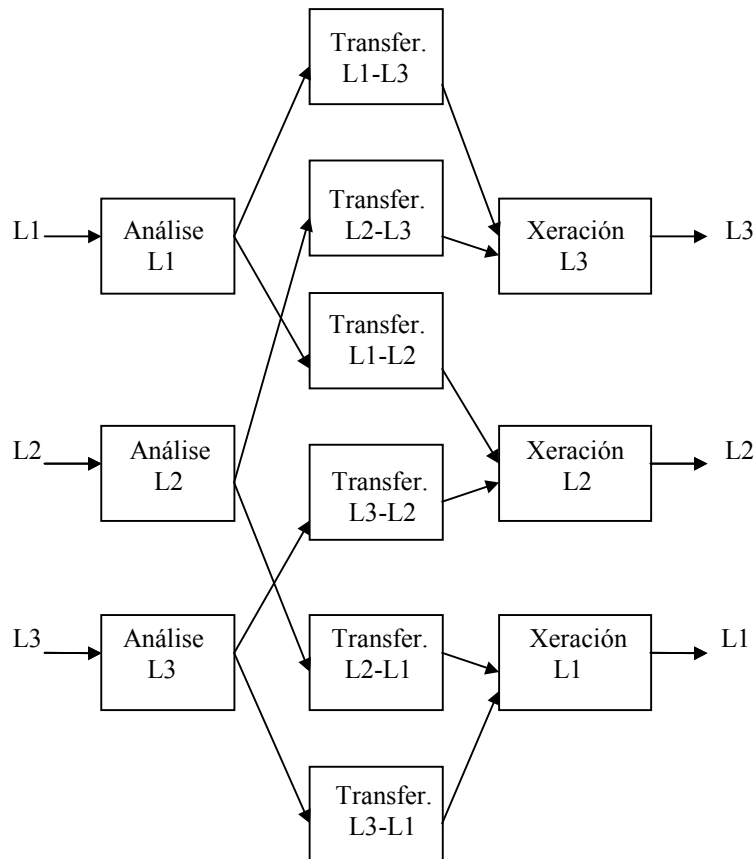 Transfer.
L1-L3
Transfer.
L2-L3
L1
Análise
L1
Xeración
L3
L3
Transfer.
L1-L2
L2
Análise
L2
Xeración
L2
L2
Transfer.
L3-L2
L3
Análise
L3
Transfer.
L2-L1
Xeración
L1
L1
Transfer.
L3-L1